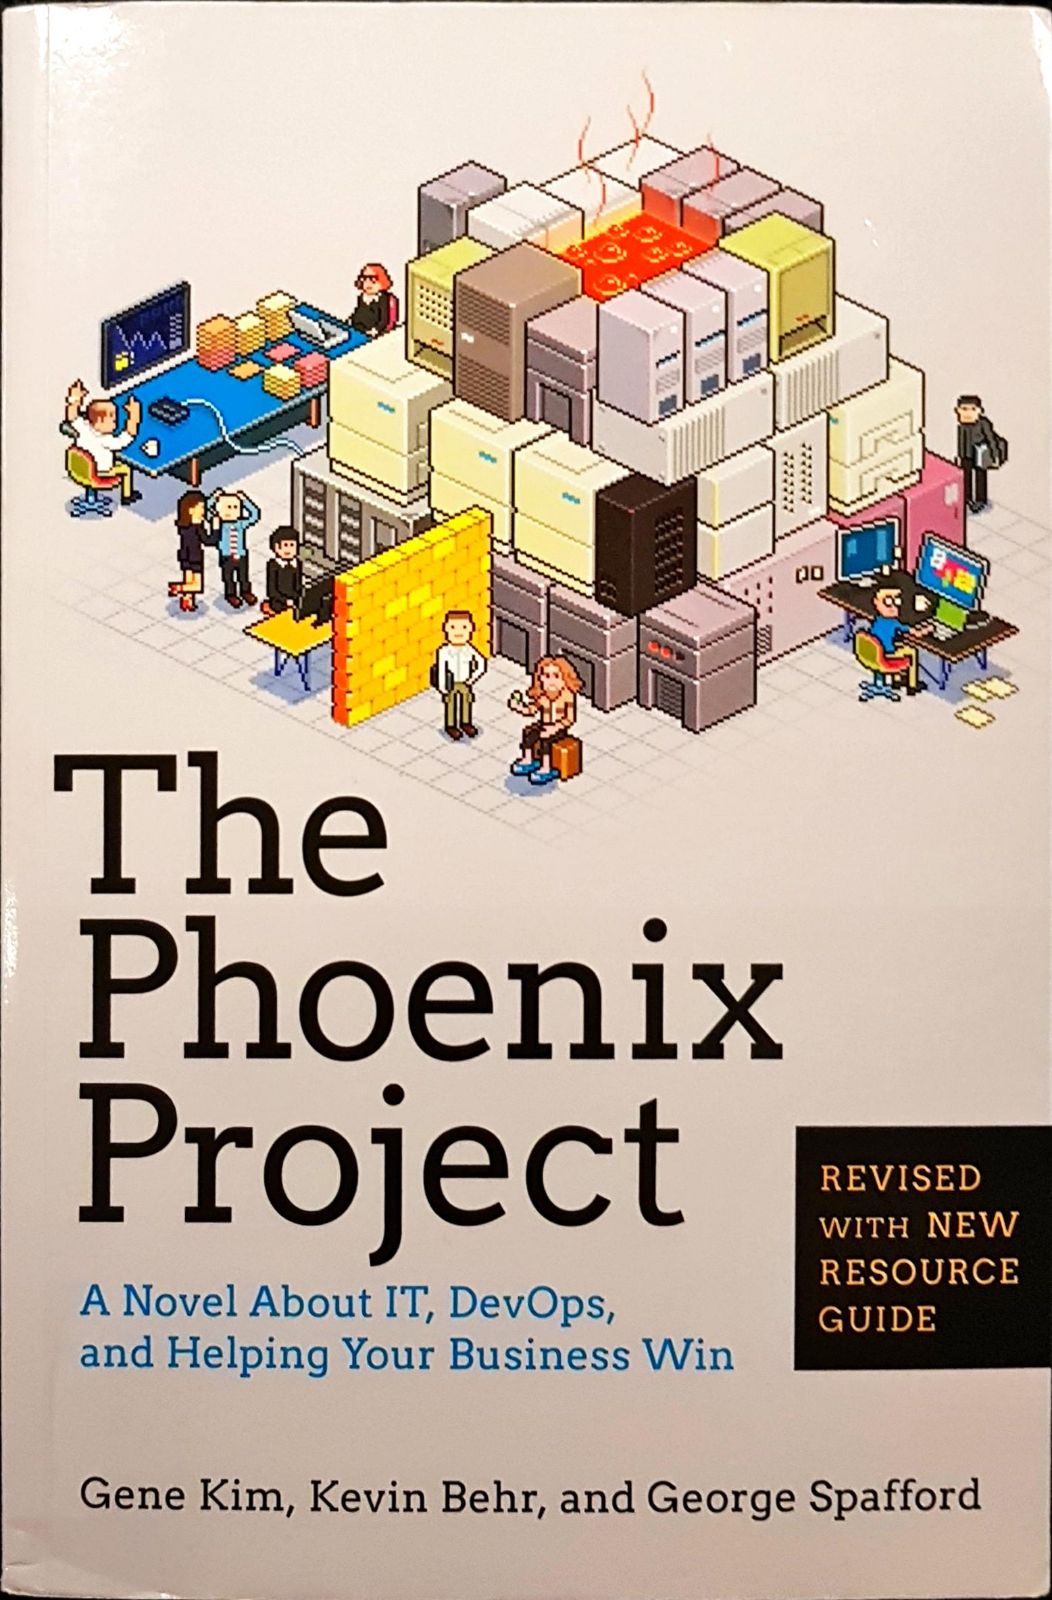 The
Phoenix
Project
A Novel About IT, DevOps,
and Helping Your Business Win
REVISED
WITH NEW
RESOURCE
GUIDE
Gene Kim, Kevin Behr, and George Spafford